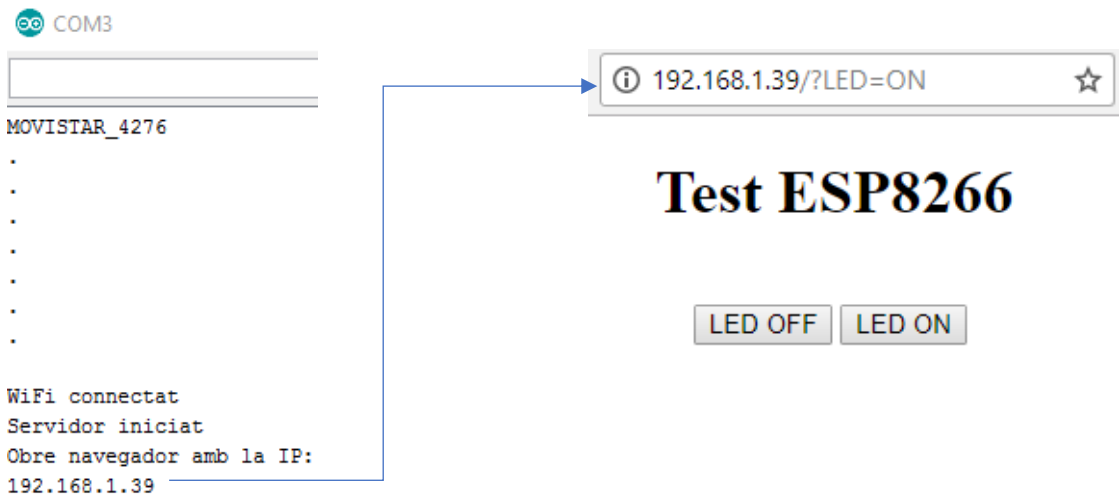 COM3
MOVISTAR_4276
.
.
.
.
.
.
.
WiFi connectat
Servidor iniciat
Obre navegador amb la IP:
192.168.1.39
192.168.1.39/?LED=ON
Test ESP8266
LED OFF LED ON